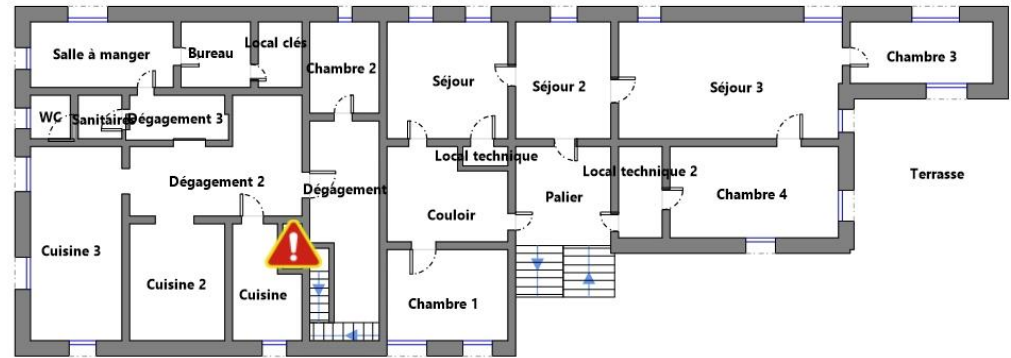 Salle à manger
Bureau
Local clés
Chambre 2
Séjour
Séjour 2
Séjour 3
Chambre 3
WC
Sanitaires
Dégagement 3
Local technique
Local technique 2
Dégagement 2
Dégagement
Couloir
Palier
Chambre 4
Terrasse
Cuisine 3
Cuisine 2
Cuisine
Chambre 1
!